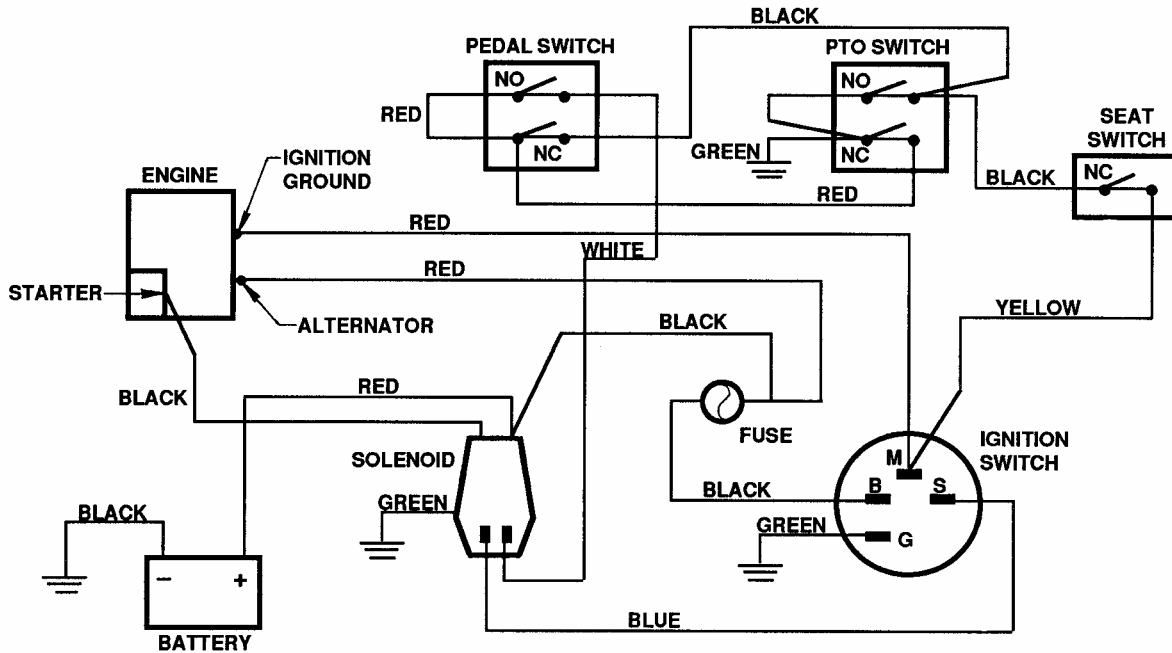 BLACK
PEDAL SWITCH
PTO SWITCH
NO
NO
RED
SEAT
SWITCH
NC
GREEN
NC
NC
IGNITION
GROUND
ENGINE
BLACK
RED
RED
WHITE
RED
STARTER
ALTERNATOR
BLACK
YELLOW
RED
BLACK
FUSE
IGNITION
SWITCH
SOLENOID
M
B
S
BLACK
GREEN
BLACK
GREEN
G
−
+
BLUE
BATTERY